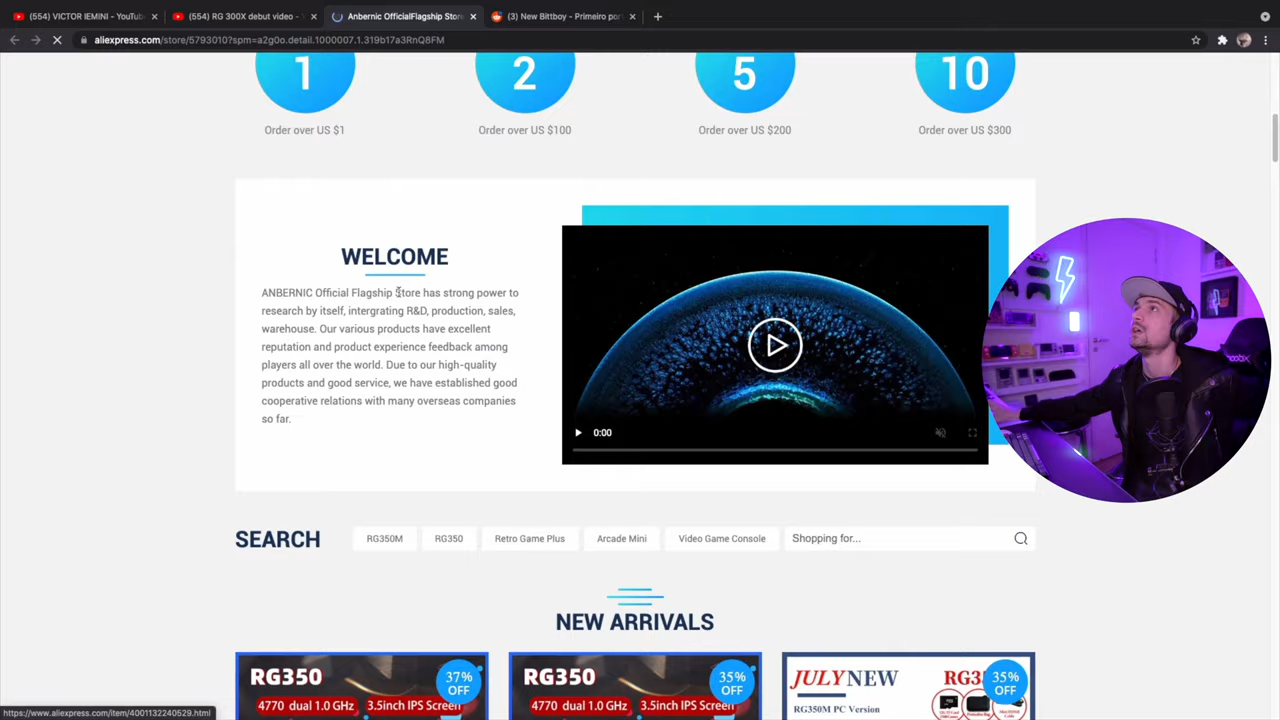 (554) VICTOR IEMINI - YouTube
(554) RG 300X debut video -
Anbernic OfficialFlagship Store
(3) New Bittboy - Primeiro por
aliexpress.com/store/5793010?spm=a2g0o.detail.1000007.1.319b17a3RnQ8FM
1 2 5 10
Order over US $1 Order over US $100 Order over US $200 Order over US $300
WELCOME
ANBERNIC Official Flagship Store has strong power to
research by itself, intergrating R&D, production, sales,
warehouse. Our various products have excellent
reputation and product experience feedback among
players all over the world. Due to our high-quality
products and good service, we have established good
cooperative relations with many overseas companies
so far.
0:00
SEARCH RG350M RG350 Retro Game Plus Arcade Mini Video Game Console Shopping for...
NEW ARRIVALS
RG350
37%
OFF
4770 dual 1.0 GHz 3.5inch IPS Screen
RG350
35%
OFF
4770 dual 1.0 GHz 3.5inch IPS Screen
JULYNEW
RG350M PC Version
35%
OFF
https://www.aliexpress.com/item/4001132240529.html